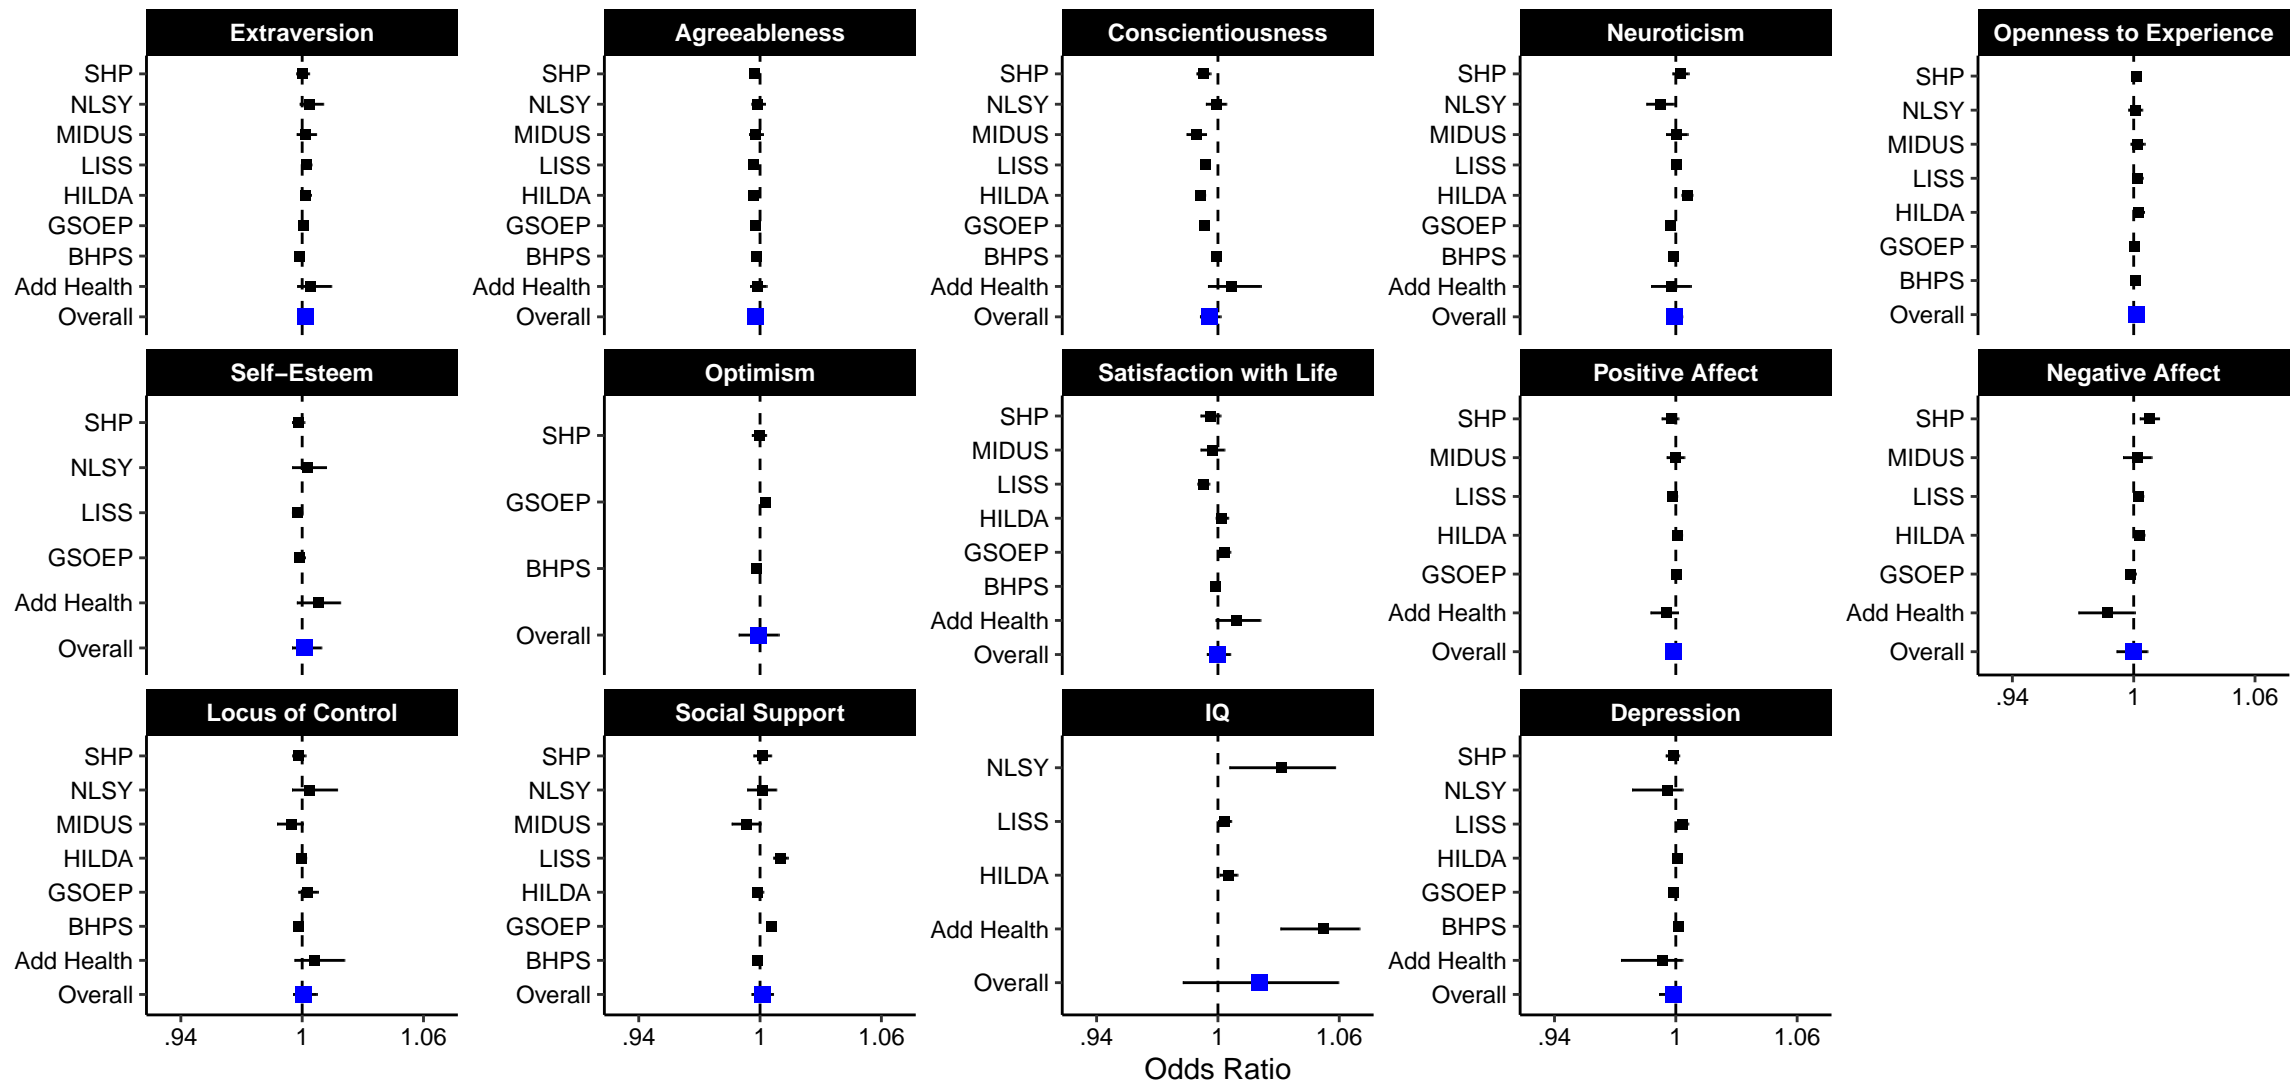 Extraversion
SHP
NLSY
MIDUS
LISS
HILDA
GSOEP
BHPS
Add Health
Overall
Agreeableness
SHP
NLSY
MIDUS
LISS
HILDA
GSOEP
BHPS
Add Health
Overall
Conscientiousness
SHP
NLSY
MIDUS
LISS
HILDA
GSOEP
BHPS
Add Health
Overall
Neuroticism
SHP
NLSY
MIDUS
LISS
HILDA
GSOEP
BHPS
Add Health
Overall
Openness to Experience
SHP
NLSY
MIDUS
LISS
HILDA
GSOEP
BHPS
Overall
Self−Esteem
SHP
NLSY
LISS
GSOEP
Add Health
Overall
Optimism
SHP
GSOEP
BHPS
Overall
Satisfaction with Life
SHP
MIDUS
LISS
HILDA
GSOEP
BHPS
Add Health
Overall
Positive Affect
SHP
MIDUS
LISS
HILDA
GSOEP
Add Health
Overall
Negative Affect
SHP
MIDUS
LISS
HILDA
GSOEP
Add Health
Overall
.94 1 1.06
Locus of Control
SHP
NLSY
MIDUS
HILDA
GSOEP
BHPS
Add Health
Overall
.94 1 1.06
Social Support
SHP
NLSY
MIDUS
LISS
HILDA
GSOEP
BHPS
Overall
.94 1 1.06
IQ
NLSY
LISS
HILDA
Add Health
Overall
.94 1 1.06
Depression
SHP
NLSY
LISS
HILDA
GSOEP
BHPS
Add Health
Overall
.94 1 1.06
Odds Ratio